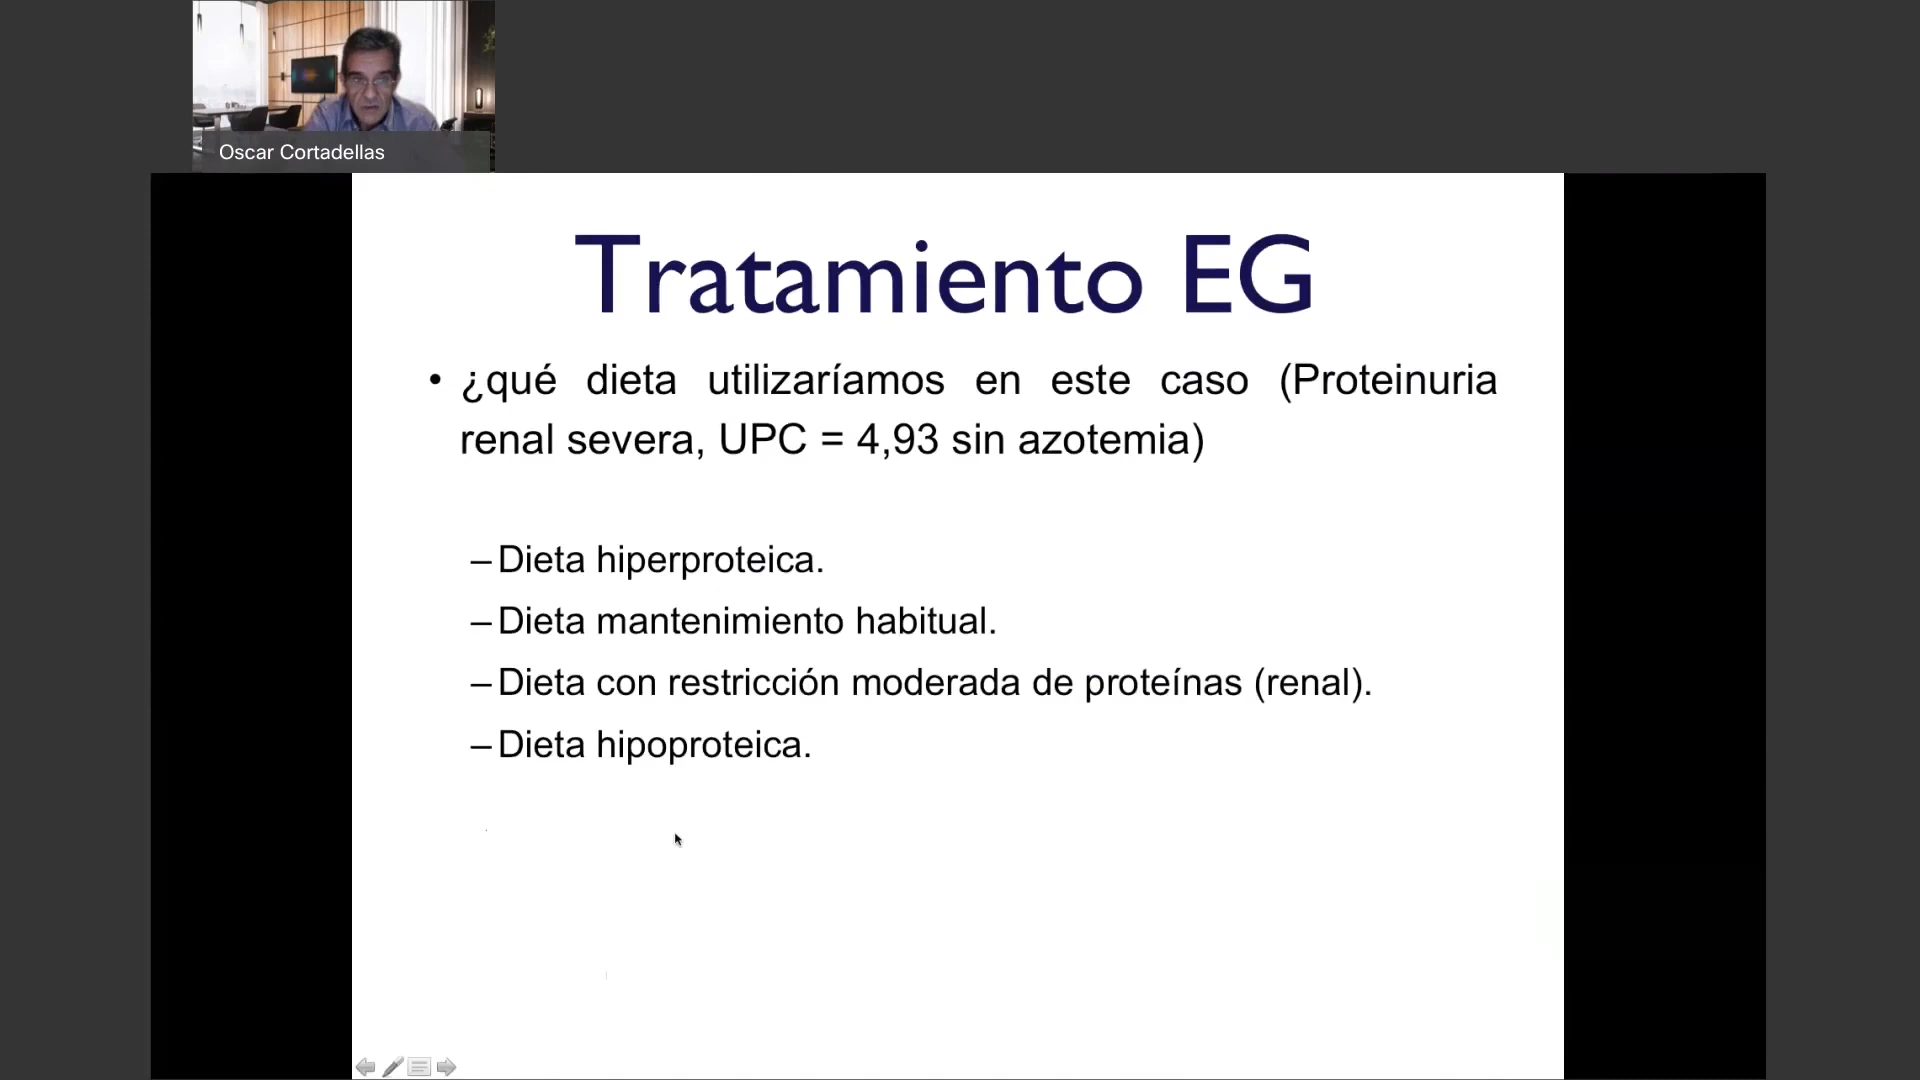 Oscar Cortadellas
Tratamiento EG
• ¿qué dieta utilizaríamos en este caso (Proteinuria
renal severa, UPC = 4,93 sin azotemia)
– Dieta hiperproteica.
– Dieta mantenimiento habitual.
– Dieta con restricción moderada de proteínas (renal).
– Dieta hipoproteica.